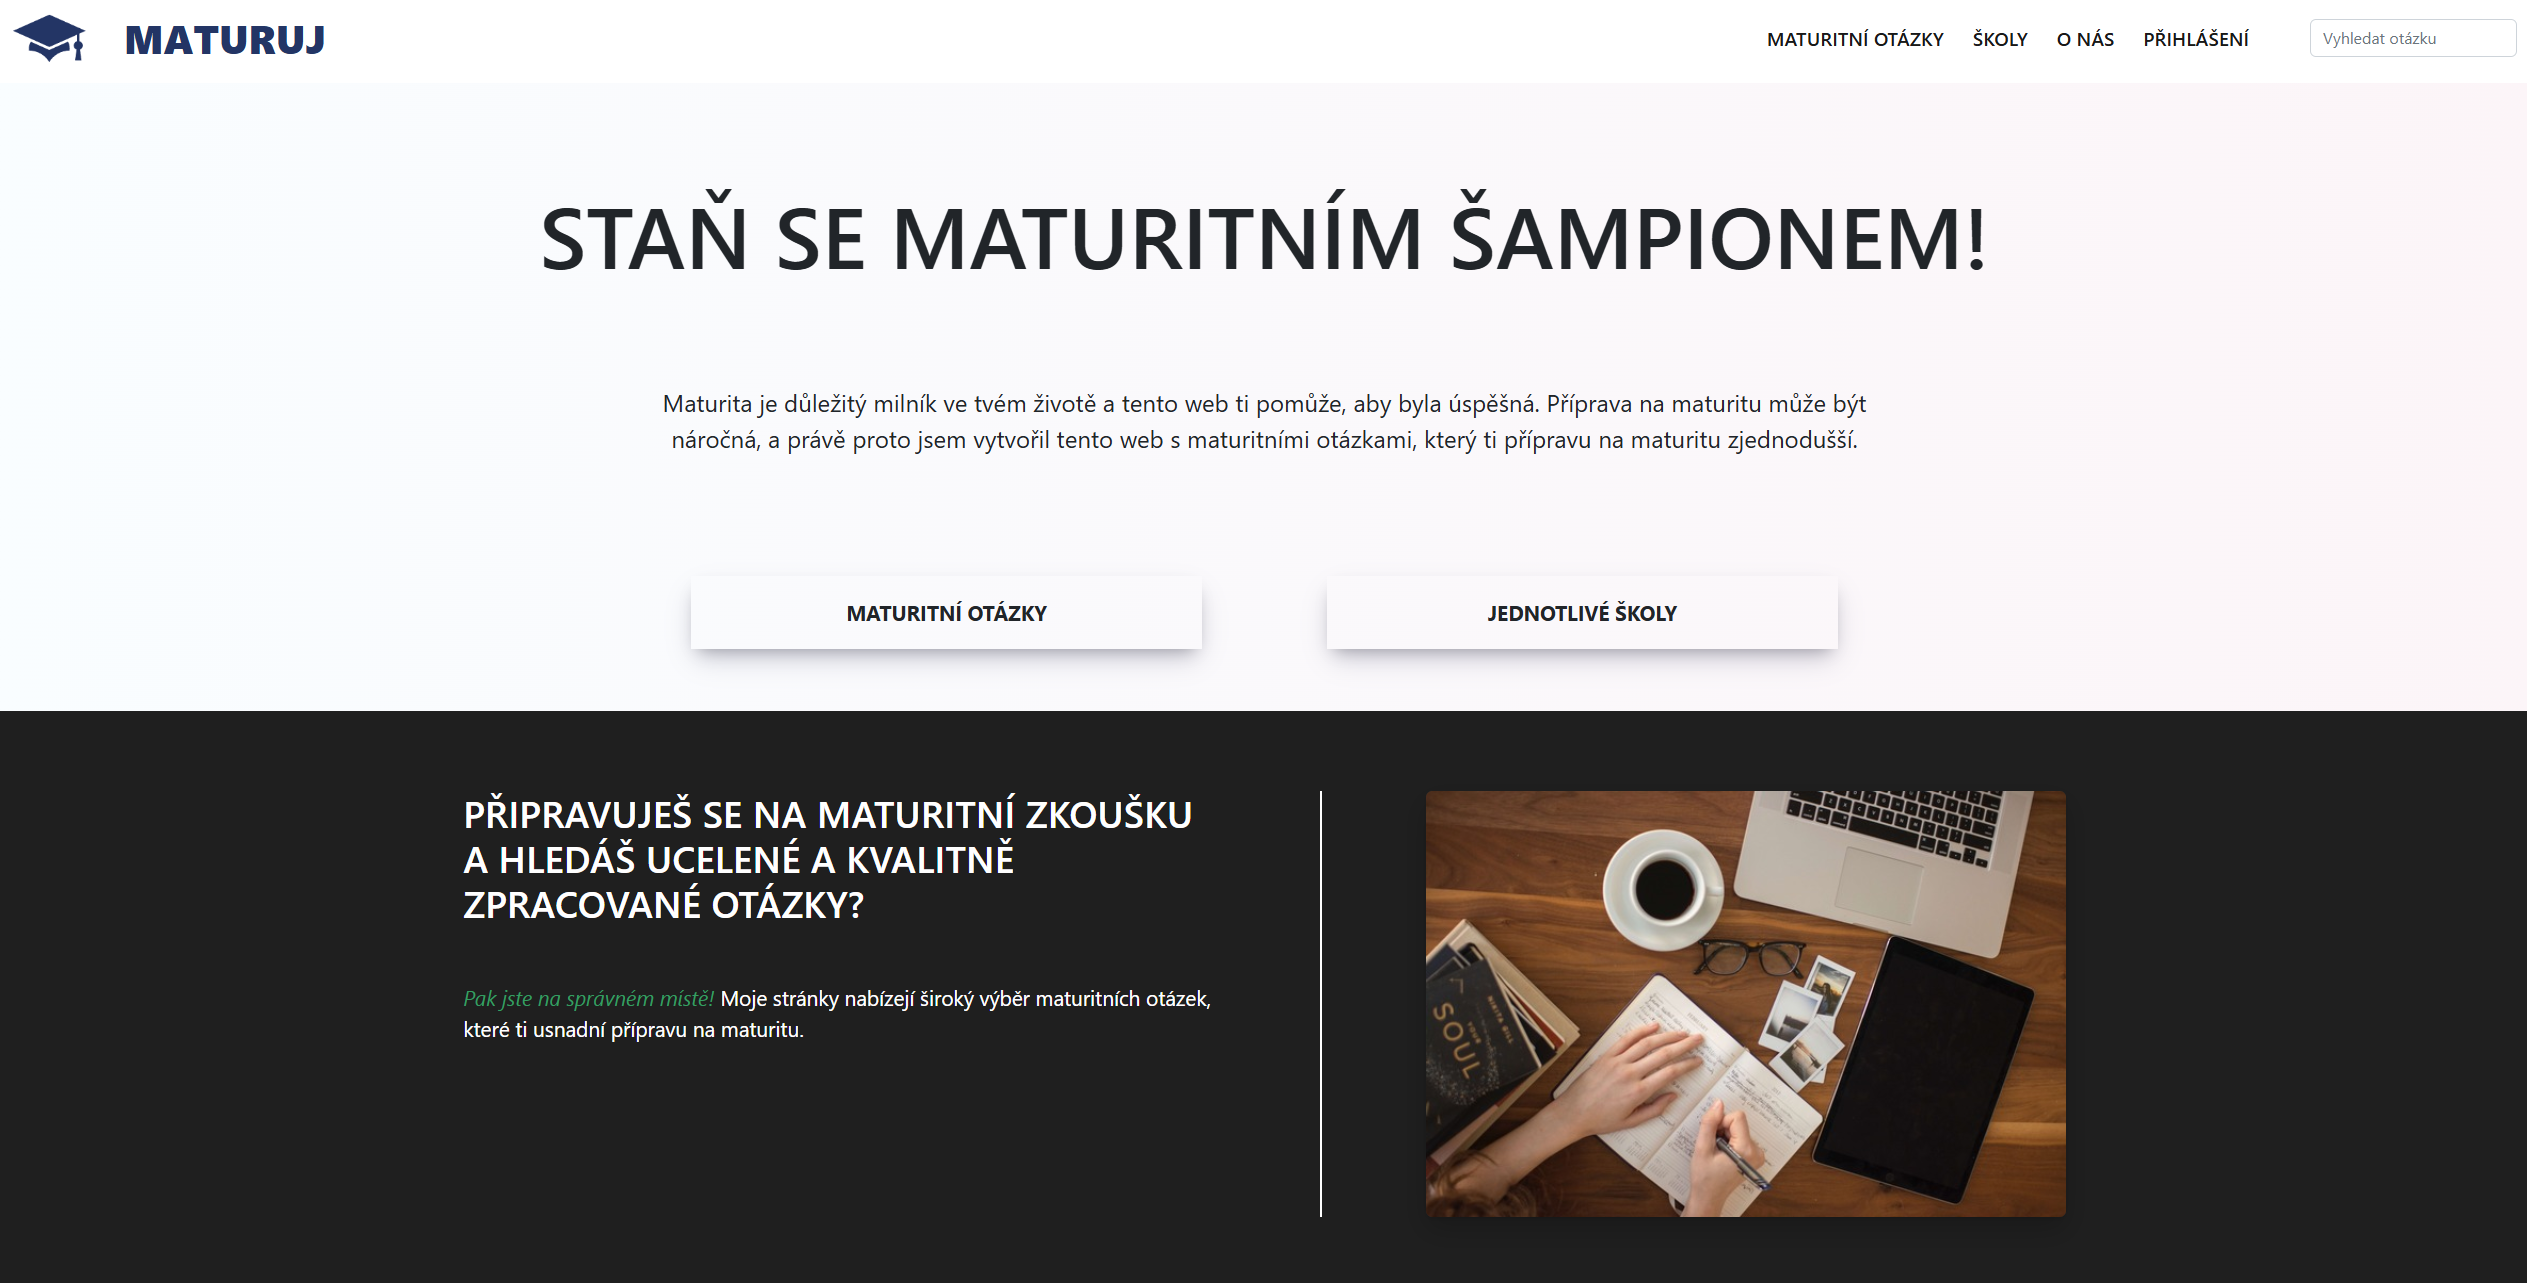 MATURUJ
MATURITNÍ OTÁZKY ŠKOLY O NÁS PŘIHLÁŠENÍ Vyhledat otázku
STAŇ SE MATURITNÍM ŠAMPIONEM!
Maturita je důležitý milník ve tvém životě a tento web ti pomůže, aby byla úspěšná. Příprava na maturitu může být
náročná, a právě proto jsem vytvořil tento web s maturitními otázkami, který ti přípravu na maturitu zjednodušší.
MATURITNÍ OTÁZKY
JEDNOTLIVÉ ŠKOLY
PŘIPRAVUJEŠ SE NA MATURITNÍ ZKOUŠKU
A HLEDÁŠ UCELENÉ A KVALITNĚ
ZPRACOVANÉ OTÁZKY?
Pak jste na správném místě! Moje stránky nabízejí široký výběr maturitních otázek,
které ti usnadní přípravu na maturitu.
YOUR
SOUL